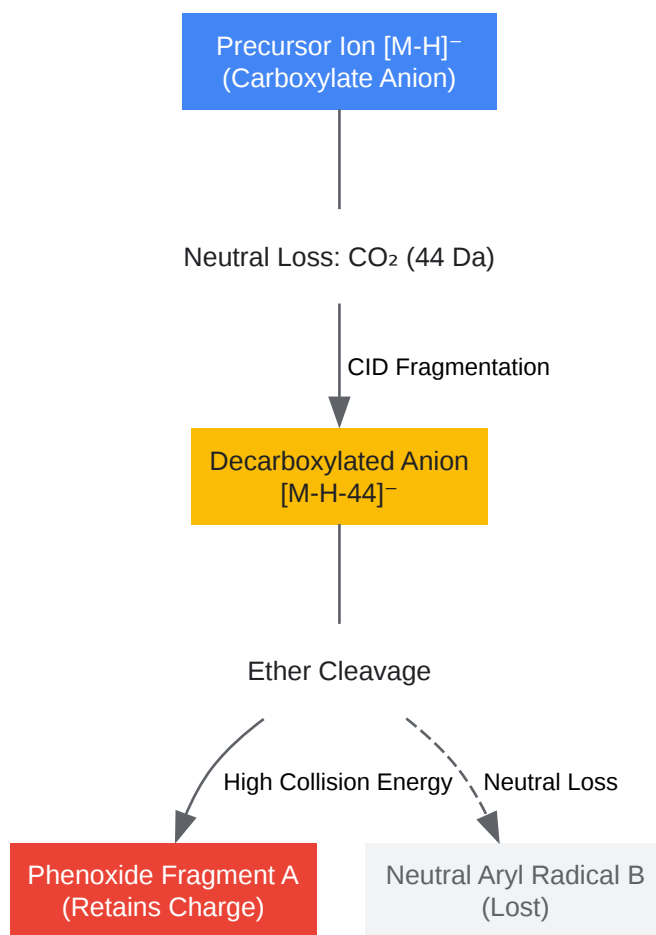 Precursor Ion [M-H]⁻
(Carboxylate Anion)
Neutral Loss: CO₂ (44 Da)
CID Fragmentation
Decarboxylated Anion
[M-H-44]⁻
Ether Cleavage
High Collision Energy
Neutral Loss
Phenoxide Fragment A
(Retains Charge)
Neutral Aryl Radical B
(Lost)